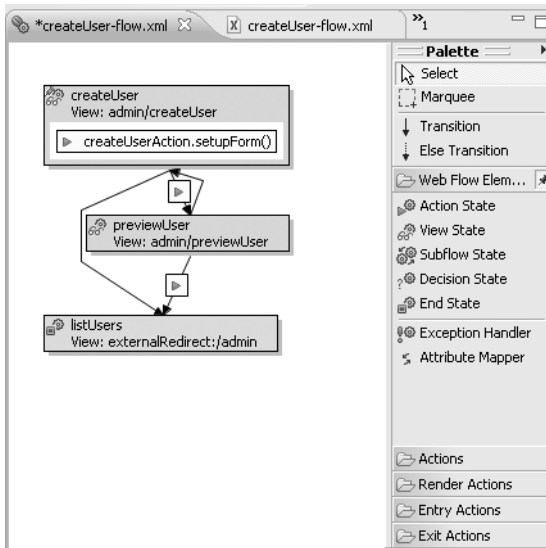 *createUser-flow.xml
createUser-flow.xml
»1
Palette
Select
Marquee
Transition
Else Transition
Web Flow Elem...
Action State
View State
Subflow State
Decision State
End State
Exception Handler
Attribute Mapper
Actions
Render Actions
Entry Actions
Exit Actions
createUser
View: admin/createUser
createUserAction.setupForm()
previewUser
View: admin/previewUser
listUsers
View: externalRedirect:/admin